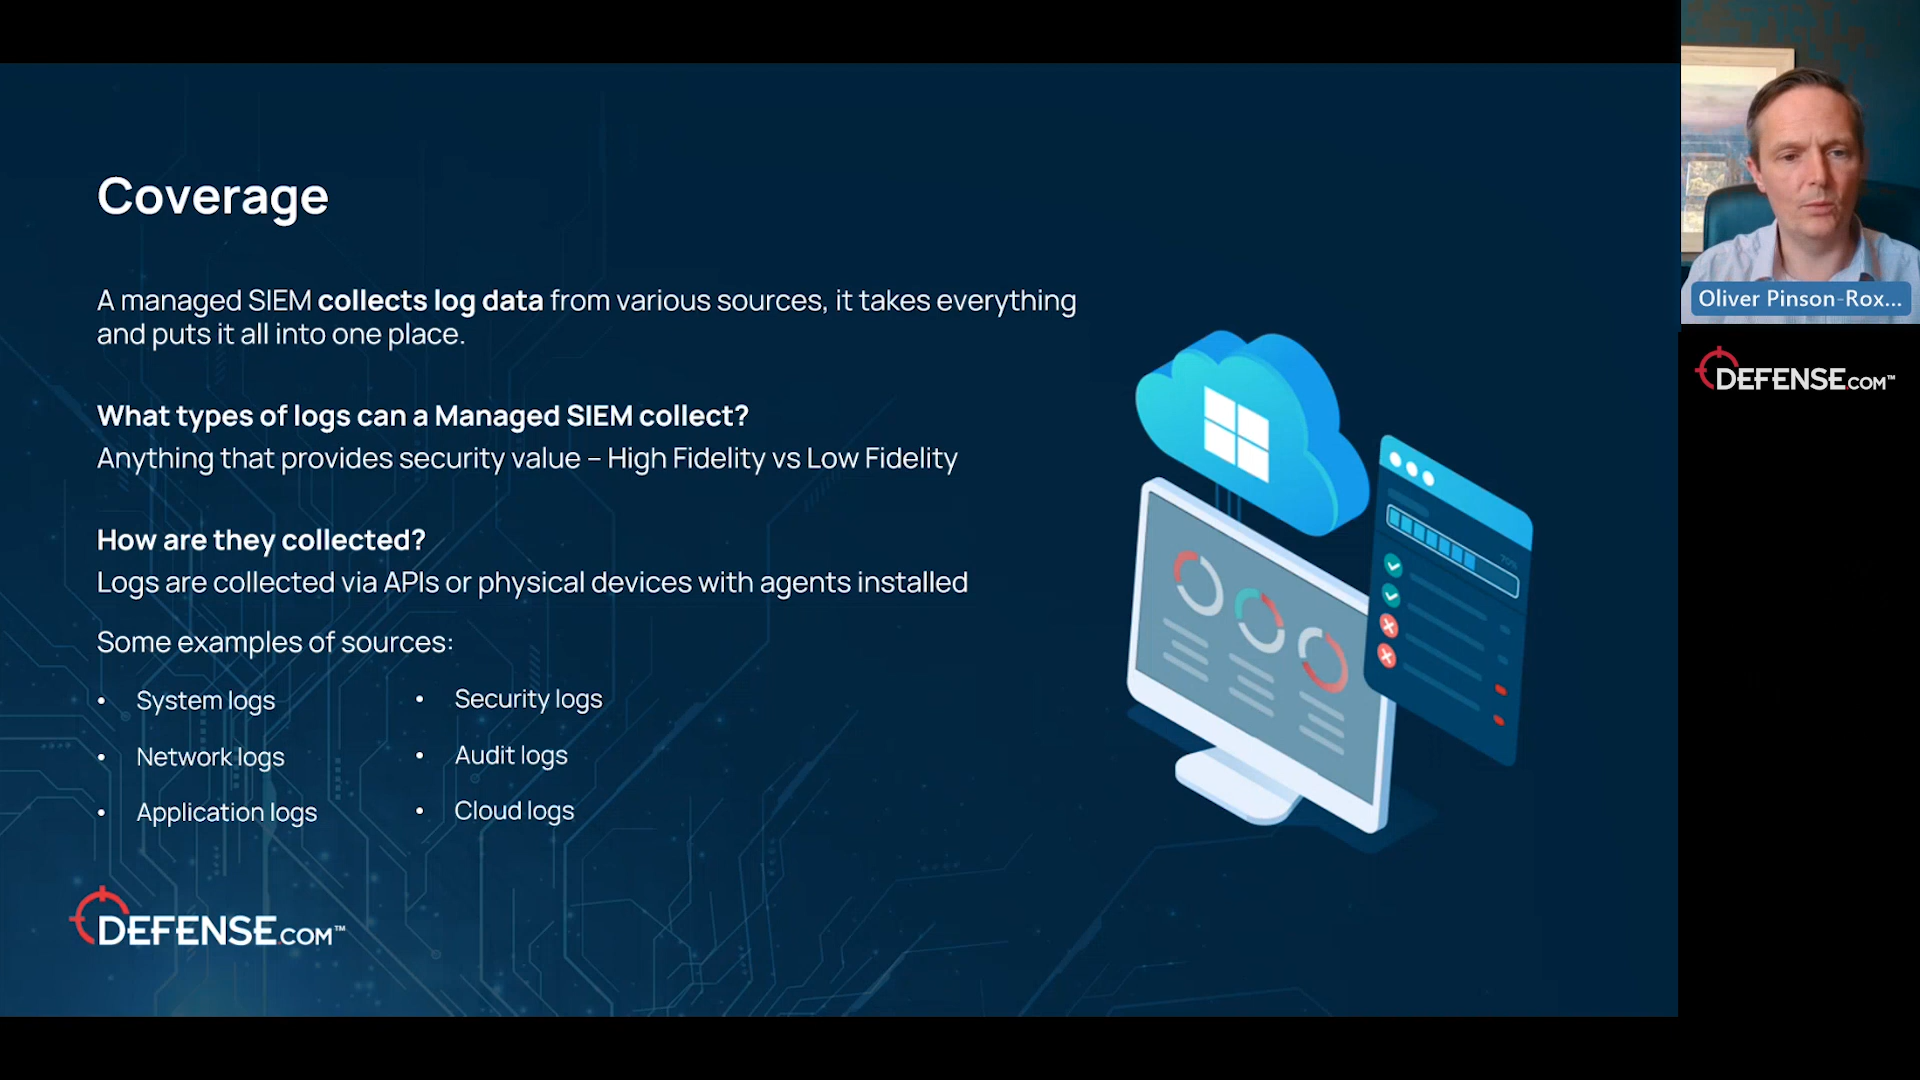 Coverage
A managed SIEM collects log data from various sources, it takes everything
and puts it all into one place.
What types of logs can a Managed SIEM collect?
Anything that provides security value – High Fidelity vs Low Fidelity
How are they collected?
Logs are collected via APIs or physical devices with agents installed
Some examples of sources:
• System logs
• Network logs
• Application logs
• Security logs
• Audit logs
• Cloud logs
DEFENSE.COM™
70%
Oliver Pinson-Rox...
DEFENSE.COM™